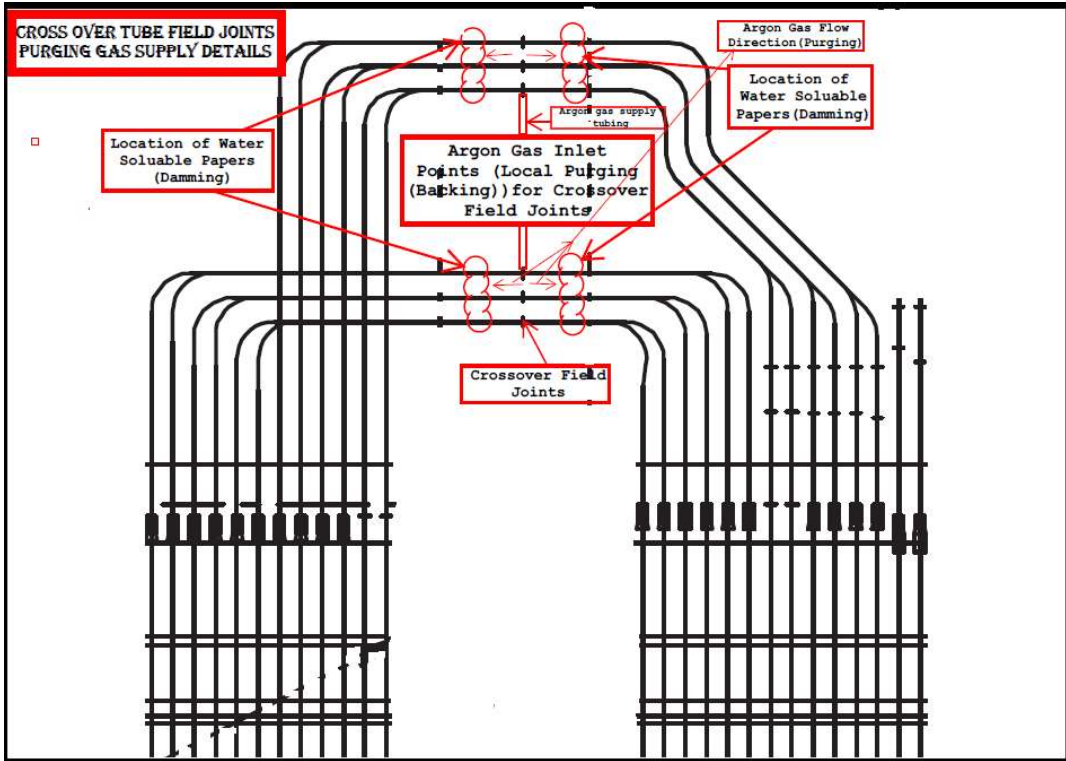 CROSS OVER TUBE FIELD JOINTS
PURGING GAS SUPPLY DETAILS
Argon Gas Flow
Direction(Purging)
Location of
Water Soluable
Papers(Damming)
Argon gas supply
tubing
Location of Water
Soluable Papers
(Damming)
Argon Gas Inlet
Points (Local Purging
(Backing))for Crossover
Field Joints
Crossover Field
Joints